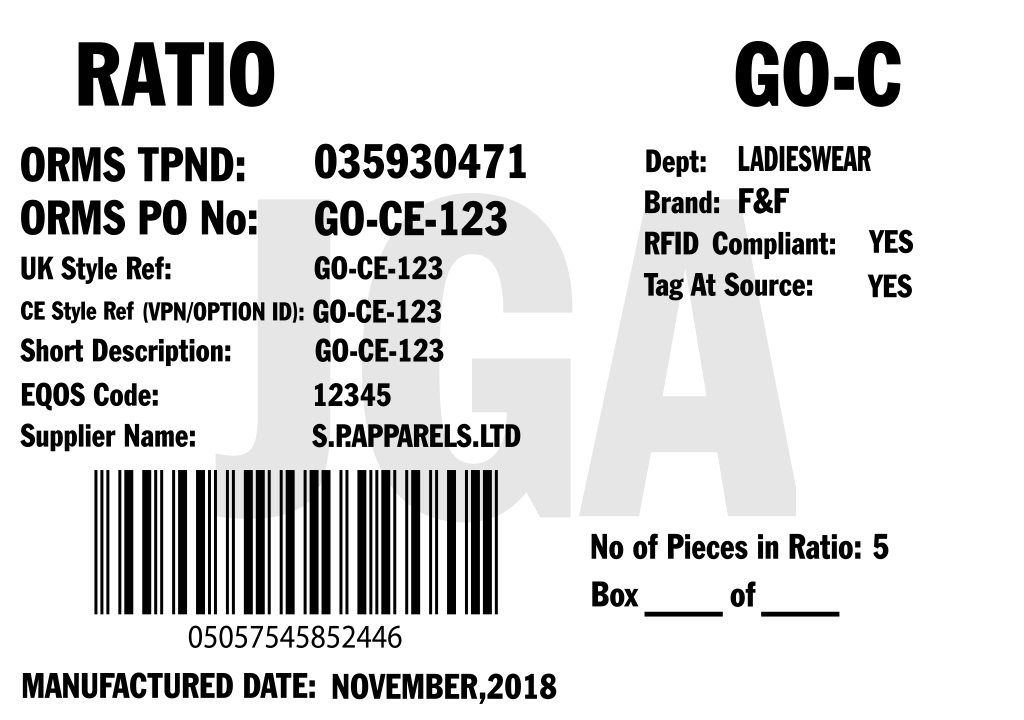 RATIO GO-C
ORMS TPND: 035930471
ORMS PO No: GO-CE-123
UK Style Ref: GO-CE-123
CE Style Ref (VPN/OPTION ID): GO-CE-123
Short Description: GO-CE-123
EQOS Code: 12345
Supplier Name: S.P.APPARELS.LTD
Dept: LADIESWEAR
Brand: F&F
RFID Compliant: YES
Tag At Source: YES
JGA
05057545852446
No of Pieces in Ratio: 5
Box _____ of _____
MANUFACTURED DATE: NOVEMBER,2018